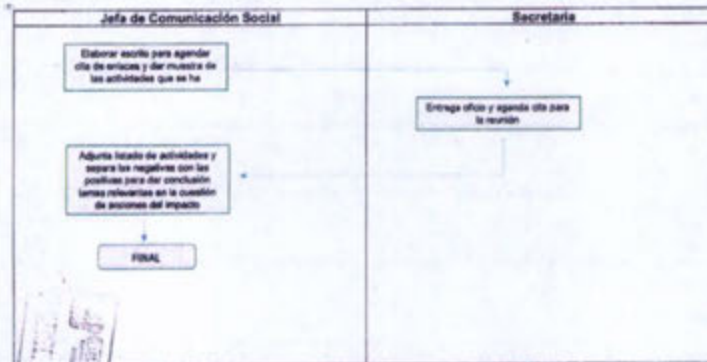 Jefa de Comunicación Social
Secretaria
Elaborar escrito para agendar
cita de enlaces y dar muestra de
las actividades que se ha
Entrega oficio y agenda cita para
la reunión
Adjunta listado de actividades y
separa las negativas con las
positivas para dar conclusión
temas relevantes en la cuestión
de acciones del impacto
FINAL